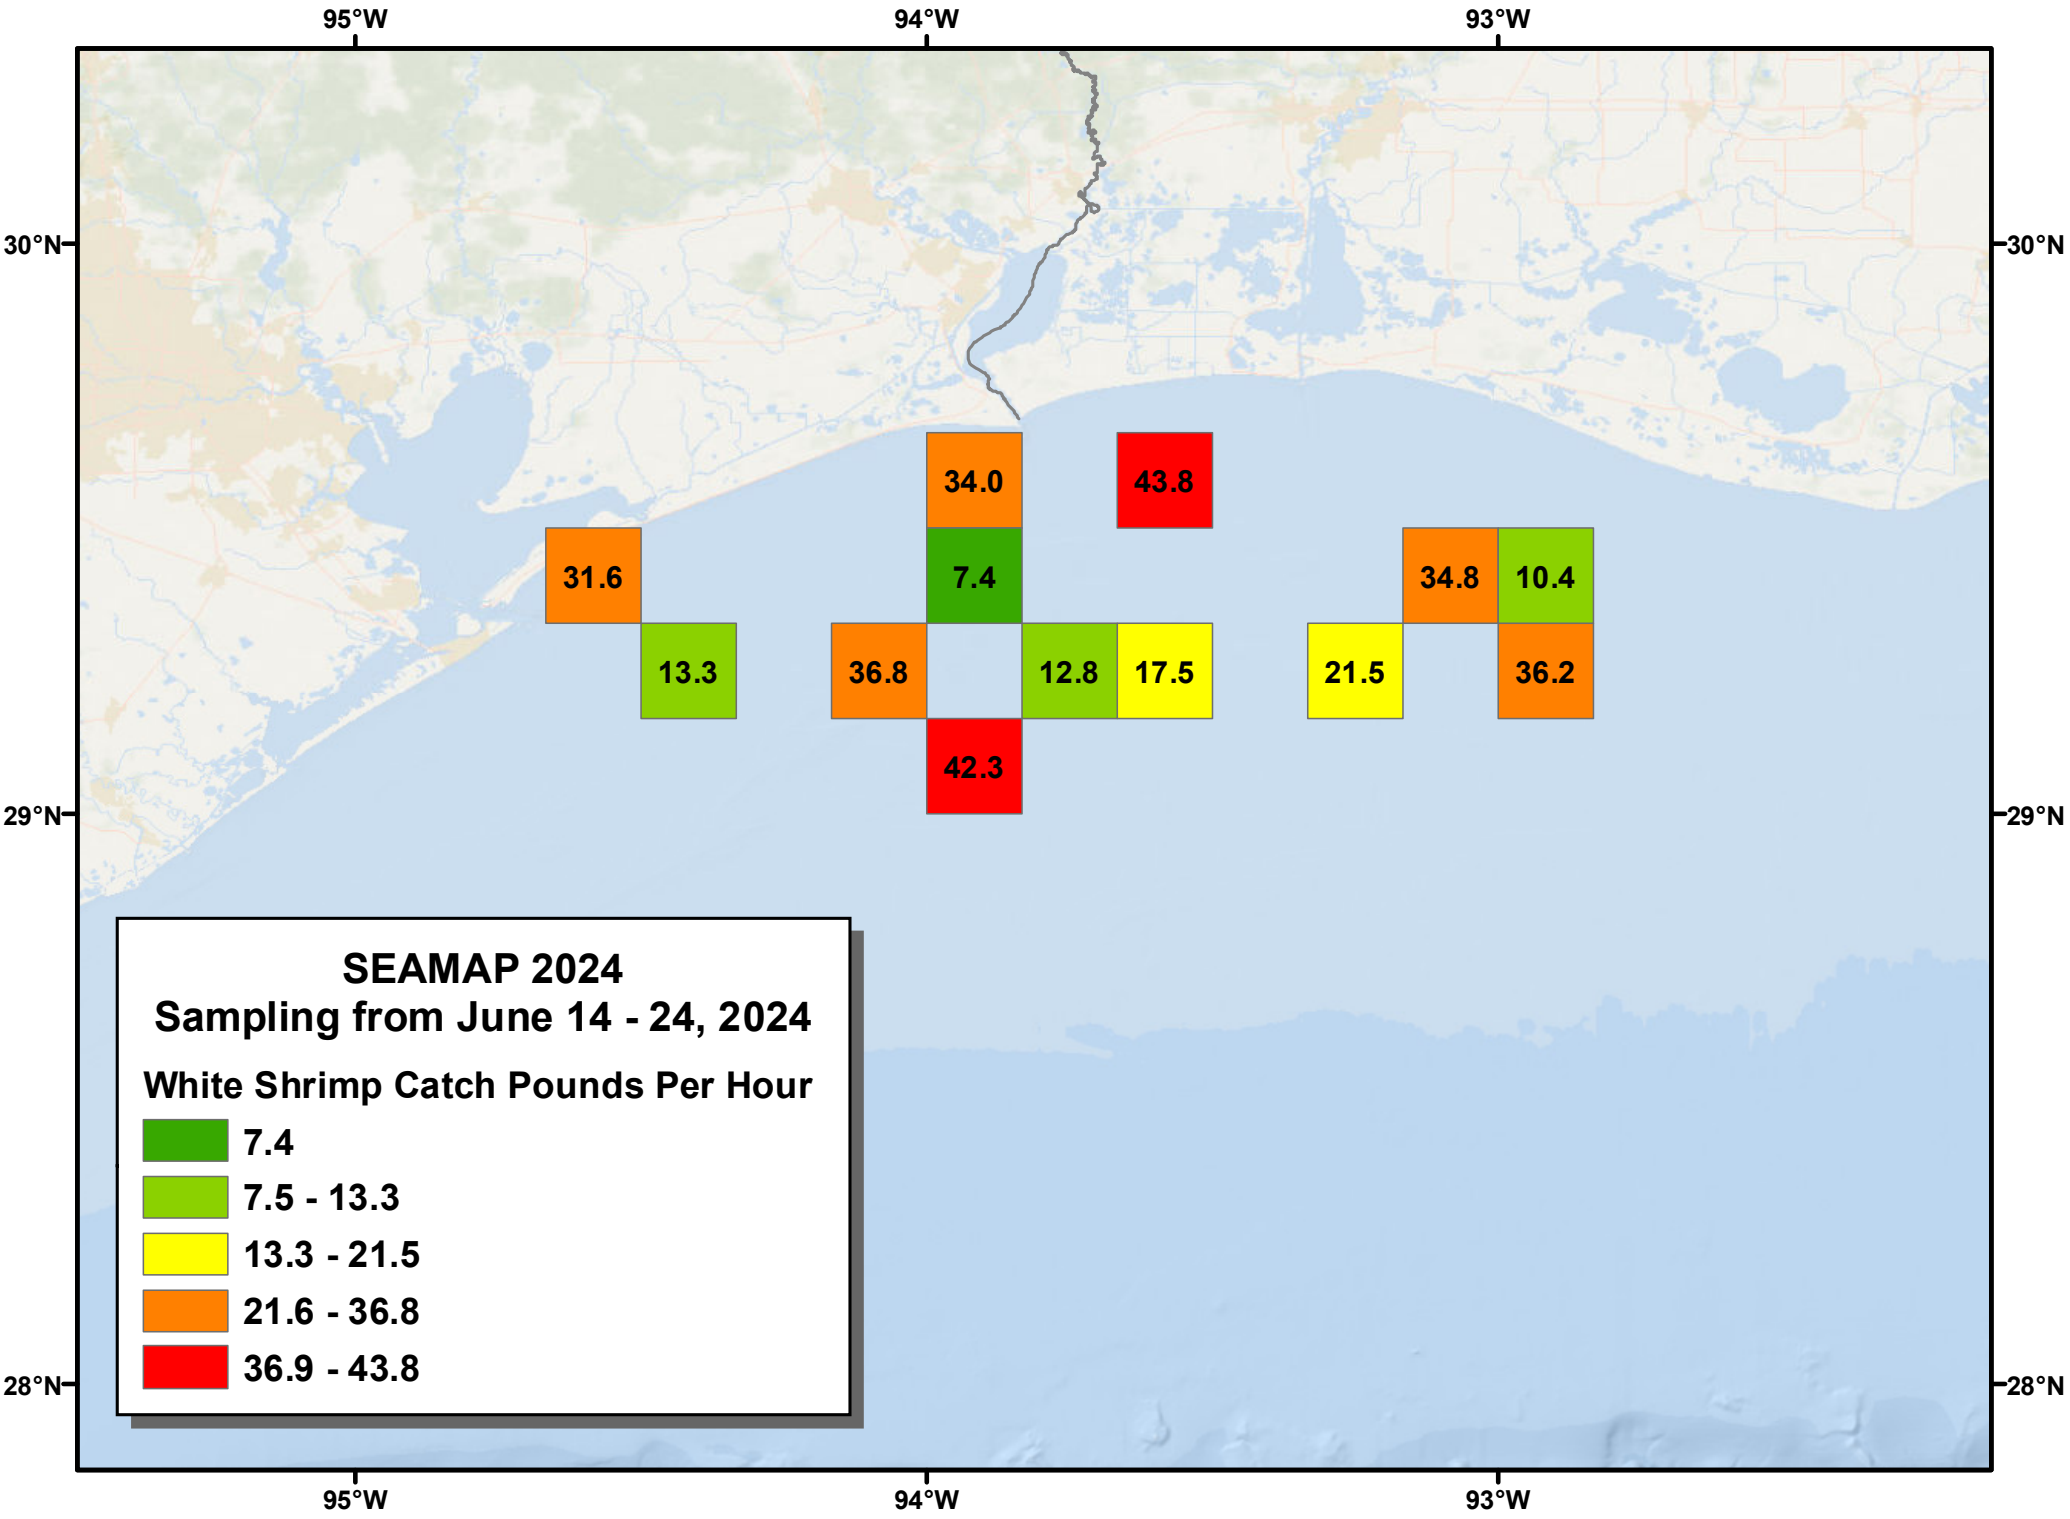 95°W 94°W 93°W
30°N 30°N
34.0 43.8
31.6 7.4 34.8 10.4
13.3 36.8 12.8 17.5 21.5 36.2
42.3
29°N 29°N
SEAMAP 2024
Sampling from June 14 - 24, 2024
White Shrimp Catch Pounds Per Hour
7.4
7.5 - 13.3
13.3 - 21.5
21.6 - 36.8
36.9 - 43.8
28°N 28°N
95°W 94°W 93°W